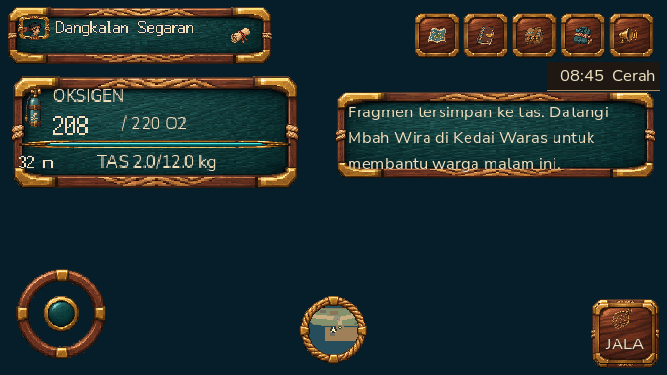 Dangkalan Segaran
08:45 Cerah
OKSIGEN
208 / 220 O2
32 m TAS 2.0/12.0 kg
Fragmen tersimpan ke tas. Datangi
Mbah Wira di Kedai Waras untuk
membantu warga malam ini.
JALA